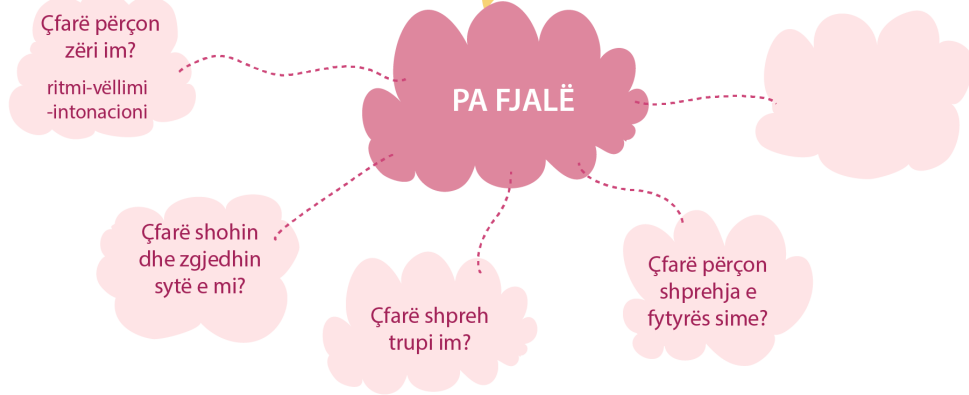 Çfarë përçon
zëri im?
ritmi-vëllimi
-intonacioni
PA FJALË
Çfarë shohin
dhe zgjedhin
sytë e mi?
Çfarë shpreh
trupi im?
Çfarë përçon
shprehja e
fytyrës sime?